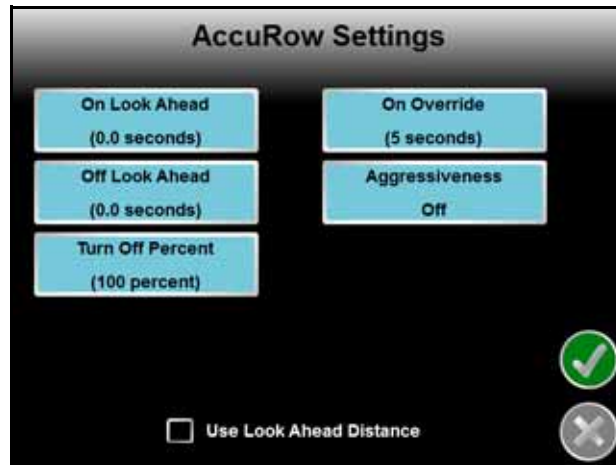 AccuRow Settings
On Look Ahead
(0.0 seconds)
On Override
(5 seconds)
Off Look Ahead
(0.0 seconds)
Aggressiveness
Off
Turn Off Percent
(100 percent)
Use Look Ahead Distance